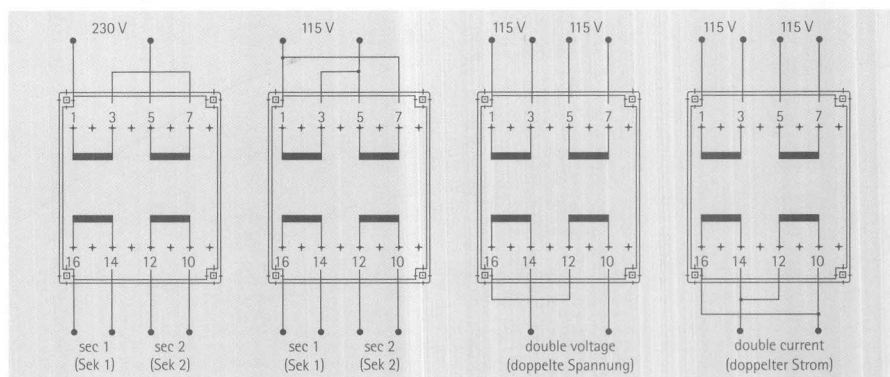 230 V 115 V 115 V 115 V 115 V 115 V
1 3 5 7 1 3 5 7 1 3 5 7 1 3 5 7
16 14 12 10 16 14 12 10 16 14 12 10 16 14 12 10
sec 1 sec 2 sec 1 sec 2 double voltage double current
(Sek 1) (Sek 2) (Sek 1) (Sek 2) (doppelte Spannung) (doppelter Strom)